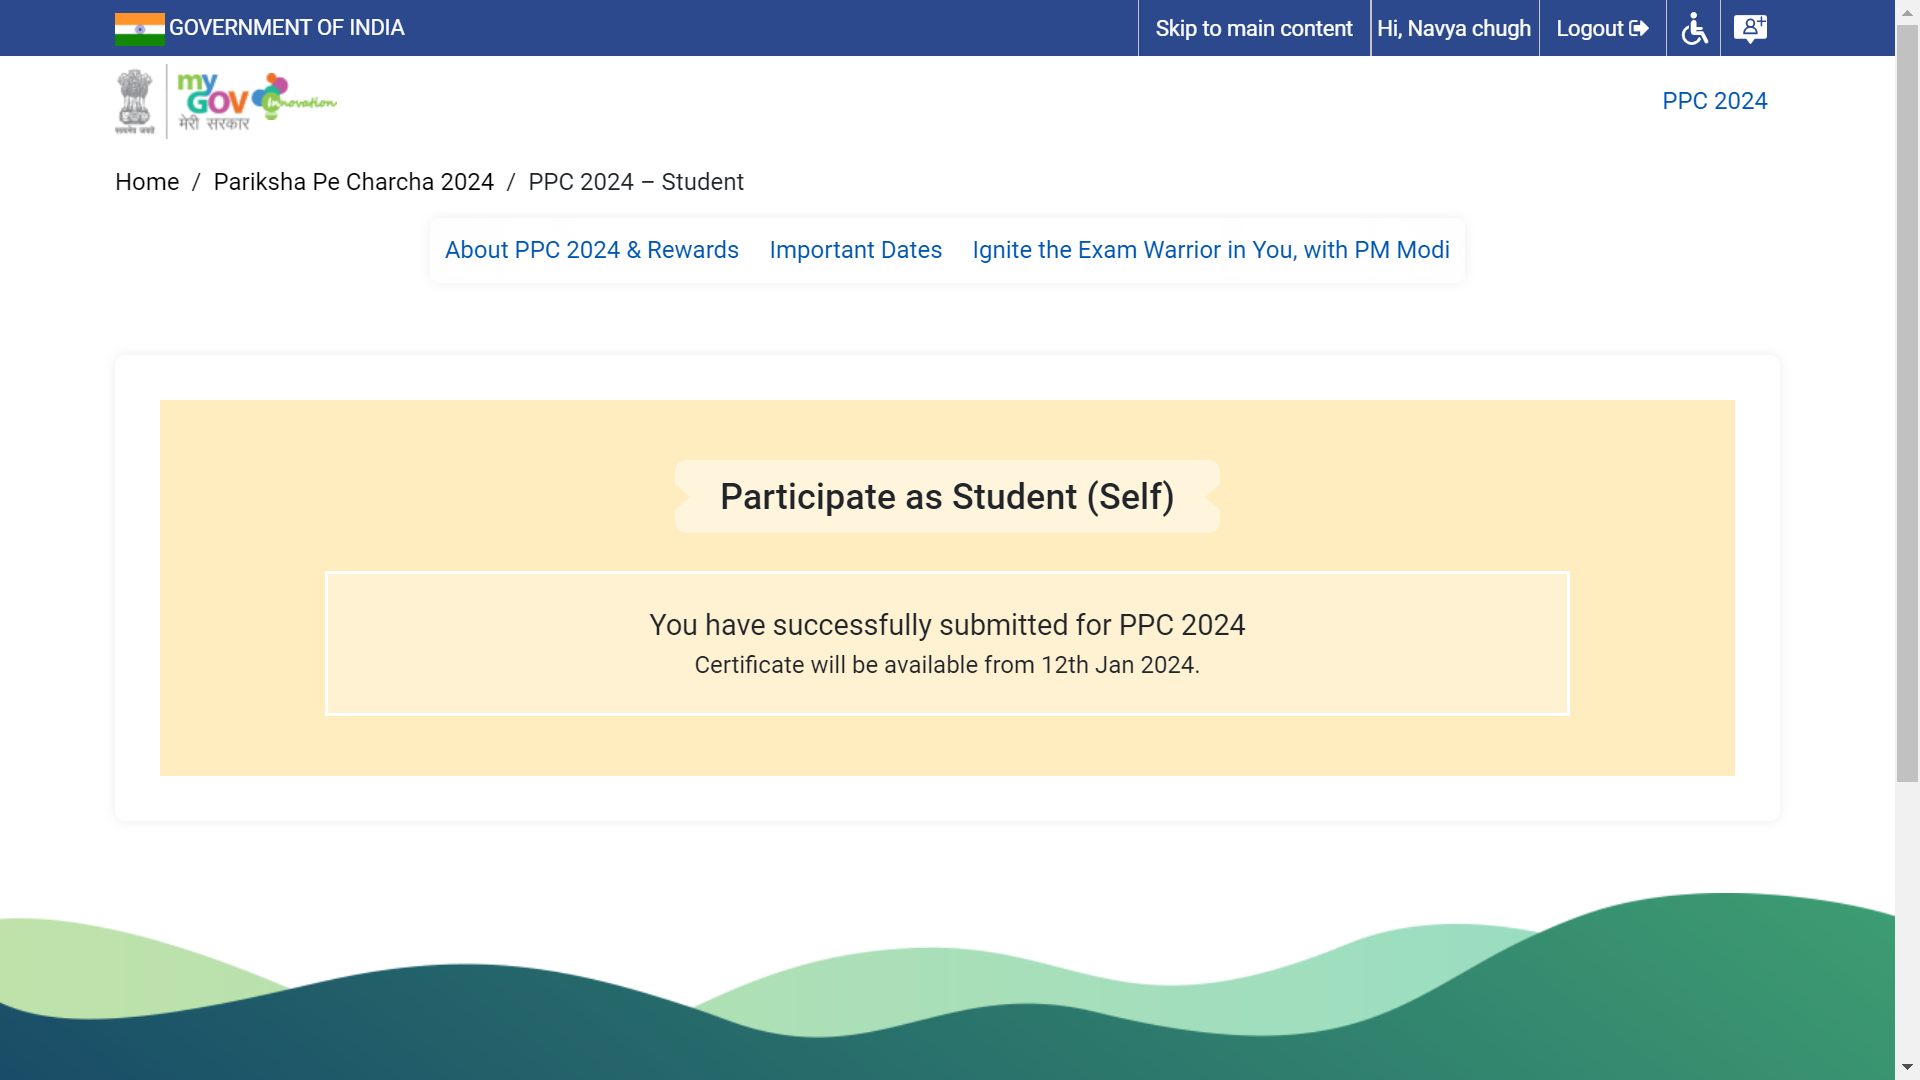 GOVERNMENT OF INDIA
Skip to main content
Hi, Navya chugh
Logout
सत्यमेव जयते
my
GOV
मेरी सरकार
Innovation
PPC 2024
Home / Pariksha Pe Charcha 2024 / PPC 2024 – Student
About PPC 2024 & Rewards
Important Dates
Ignite the Exam Warrior in You, with PM Modi
Participate as Student (Self)
You have successfully submitted for PPC 2024
Certificate will be available from 12th Jan 2024.